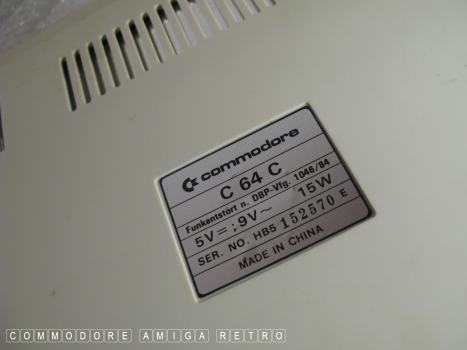 commodore
C 64 C
Funkentstört n. DBP-Vfg. 1045/84
5V⎓;9V~ 15W
SER. NO. HB5 152570 E
MADE IN CHINA
COMMODORE AMIGA RETRO